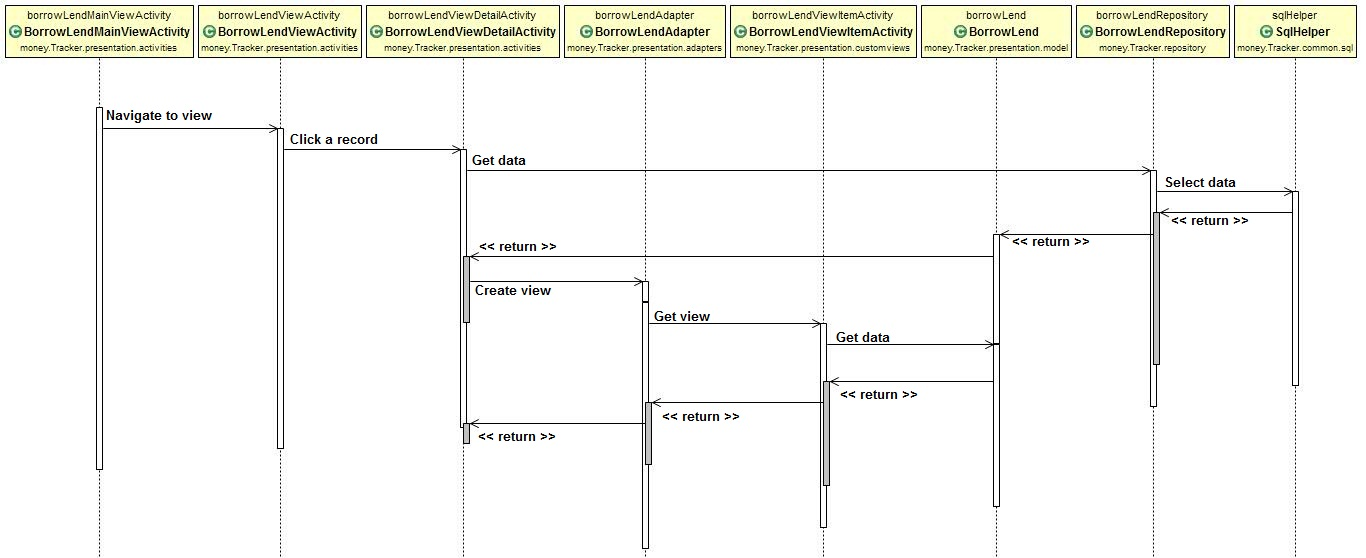 borrowLendMainViewActivity
BorrowLendMainViewActivity
money.Tracker.presentation.activities
borrowLendViewActivity
BorrowLendViewActivity
money.Tracker.presentation.activities
borrowLendViewDetailActivity
BorrowLendViewDetailActivity
money.Tracker.presentation.activities
borrowLendAdapter
BorrowLendAdapter
money.Tracker.presentation.adapters
borrowLendViewItemActivity
BorrowLendViewItemActivity
money.Tracker.presentation.customviews
borrowLend
BorrowLend
money.Tracker.presentation.model
borrowLendRepository
BorrowLendRepository
money.Tracker.repository
sqlHelper
SqlHelper
money.Tracker.common.sql
Navigate to view
Click a record
Get data
Select data
<< return >>
<< return >>
<< return >>
Create view
Get view
Get data
<< return >>
<< return >>
<< return >>